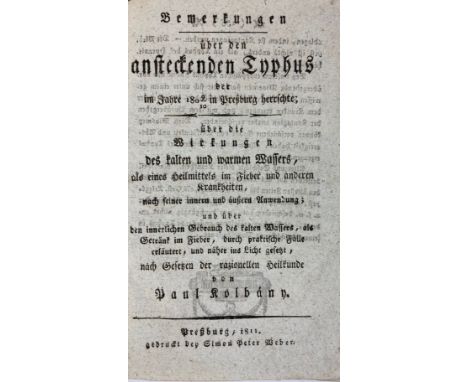 Bemerkungen
über den
ansteckenden Typhus
der
im Jahre 1809/10 in Preßburg herrschte;
über die
Wirkungen
des kalten und warmen Wassers,
als eines Heilmittels im Fieber und anderen
Krankheiten,
nach seiner innern und äußern Anwendung;
und über
den innerlichen Gebrauch des kalten Wassers, als
Getränk im Fieber, durch praktische Fälle
erläutert, und näher ins Licht gesetzt,
nach Gesetzen der razionellen Heilkunde
von
Paul Kolbány.
Preßburg, 1811.
gedruckt bey Simon Peter Weber.